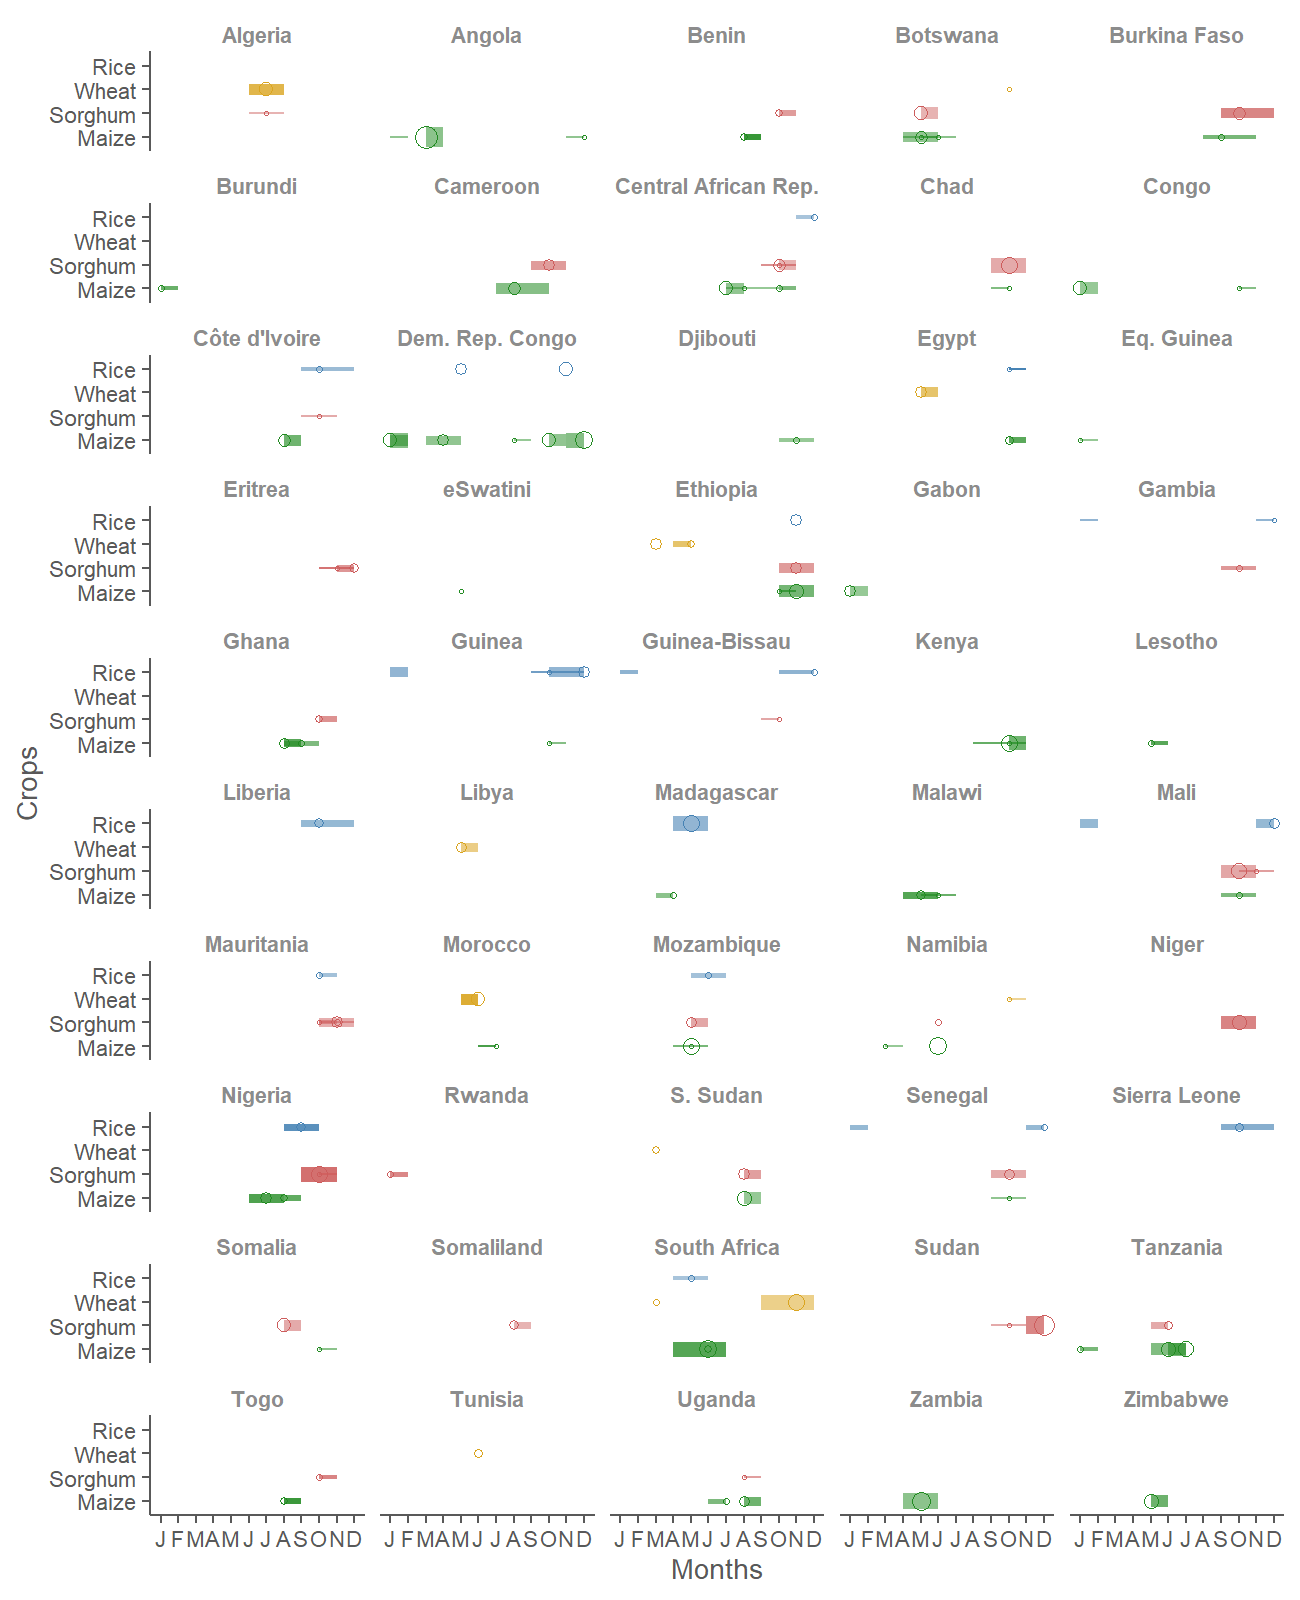 Algeria Angola Benin Botswana Burkina Faso
Rice
Wheat
Sorghum
Maize
Burundi Cameroon Central African Rep. Chad Congo
Rice
Wheat
Sorghum
Maize
Côte d'Ivoire Dem. Rep. Congo Djibouti Egypt Eq. Guinea
Rice
Wheat
Sorghum
Maize
Eritrea eSwatini Ethiopia Gabon Gambia
Rice
Wheat
Sorghum
Maize
Ghana Guinea Guinea-Bissau Kenya Lesotho
Rice
Wheat
Sorghum
Maize
Crops
Liberia Libya Madagascar Malawi Mali
Rice
Wheat
Sorghum
Maize
Mauritania Morocco Mozambique Namibia Niger
Rice
Wheat
Sorghum
Maize
Nigeria Rwanda S. Sudan Senegal Sierra Leone
Rice
Wheat
Sorghum
Maize
Somalia Somaliland South Africa Sudan Tanzania
Rice
Wheat
Sorghum
Maize
Togo Tunisia Uganda Zambia Zimbabwe
Rice
Wheat
Sorghum
Maize
J F M A M J J A S O N D J F M A M J J A S O N D J F M A M J J A S O N D J F M A M J J A S O N D J F M A M J J A S O N D
Months